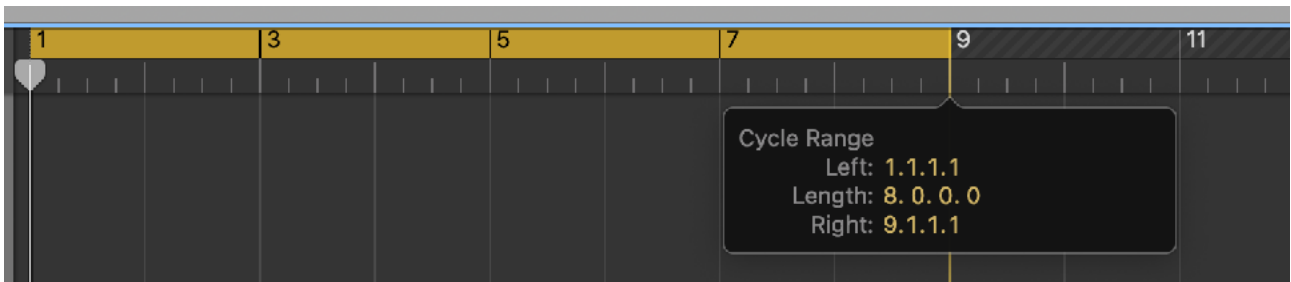 1 3 5 7 9 11
Cycle Range
Left: 1.1.1.1
Length: 8. 0. 0. 0
Right: 9.1.1.1